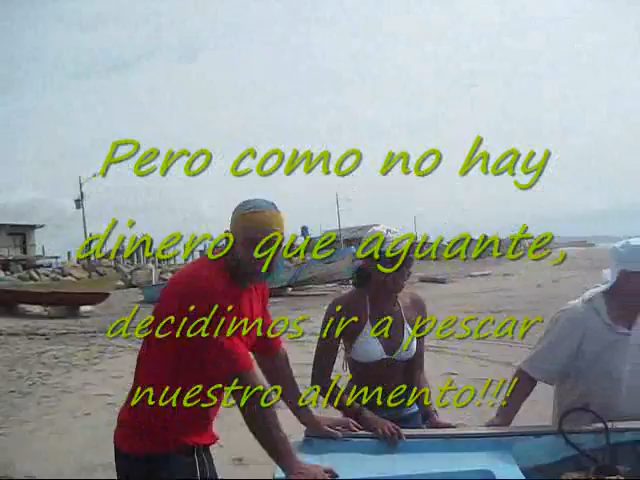 Pero como no hay
dinero que aguante,
decidimos ir a pescar
nuestro alimento!!!